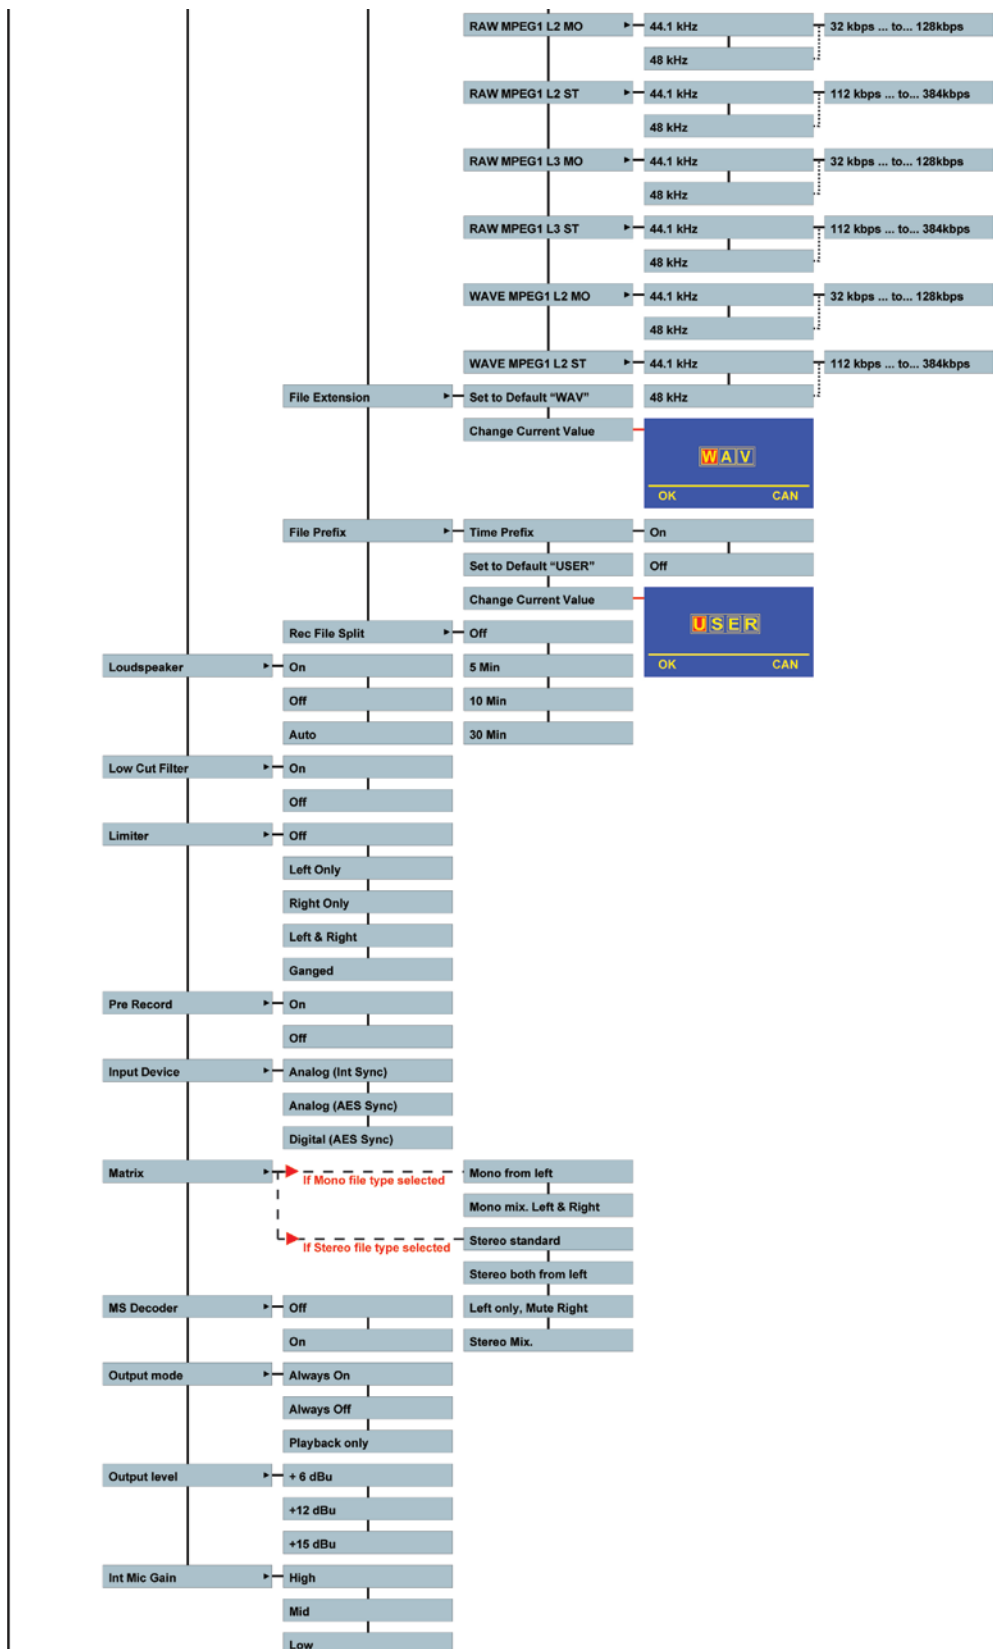 RAW MPEG1 L2 MO 44.1 kHz 32 kbps ... to... 128kbps
48 kHz
RAW MPEG1 L2 ST 44.1 kHz 112 kbps ... to... 384kbps
48 kHz
RAW MPEG1 L3 MO 44.1 kHz 32 kbps ... to... 128kbps
48 kHz
RAW MPEG1 L3 ST 44.1 kHz 112 kbps ... to... 384kbps
48 kHz
WAVE MPEG1 L2 MO 44.1 kHz 32 kbps ... to... 128kbps
48 kHz
WAVE MPEG1 L2 ST 44.1 kHz 112 kbps ... to... 384kbps
File Extension Set to Default “WAV” 48 kHz
Change Current Value
WAV
OK CAN
File Prefix Time Prefix On
Set to Default “USER” Off
Change Current Value
USER
Rec File Split Off
OK CAN
Loudspeaker On 5 Min
Off 10 Min
Auto 30 Min
Low Cut Filter On
Off
Limiter Off
Left Only
Right Only
Left & Right
Ganged
Pre Record On
Off
Input Device Analog (Int Sync)
Analog (AES Sync)
Digital (AES Sync)
Matrix If Mono file type selected Mono from left
Mono mix. Left & Right
If Stereo file type selected Stereo standard
Stereo both from left
MS Decoder Off Left only, Mute Right
On Stereo Mix.
Output mode Always On
Always Off
Playback only
Output level + 6 dBu
+12 dBu
+15 dBu
Int Mic Gain High
Mid
Low